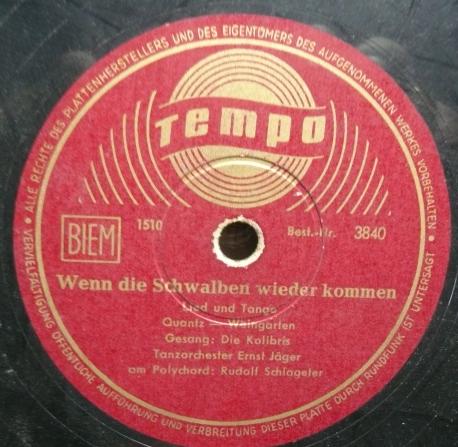 ALLE RECHTE DES PLATTENHERSTELLERS UND DES EIGENTÜMERS DES AUFGENOMMENEN WERKES VORBEHALTEN •
Tempo
BIEM
1510
Best.-Nr. 3840
Wenn die Schwalben wieder kommen
Lied und Tango
Quantz — Weingarten
Gesang: Die Kolibris
Tanzorchester Ernst Jäger
am Polychord: Rudolf Schlageter
• VERVIELFÄLTIGUNG ÖFFENTLICHE AUFFÜHRUNG UND VERBREITUNG DIESER PLATTE DURCH RUNDFUNK IST UNTERSAGT •